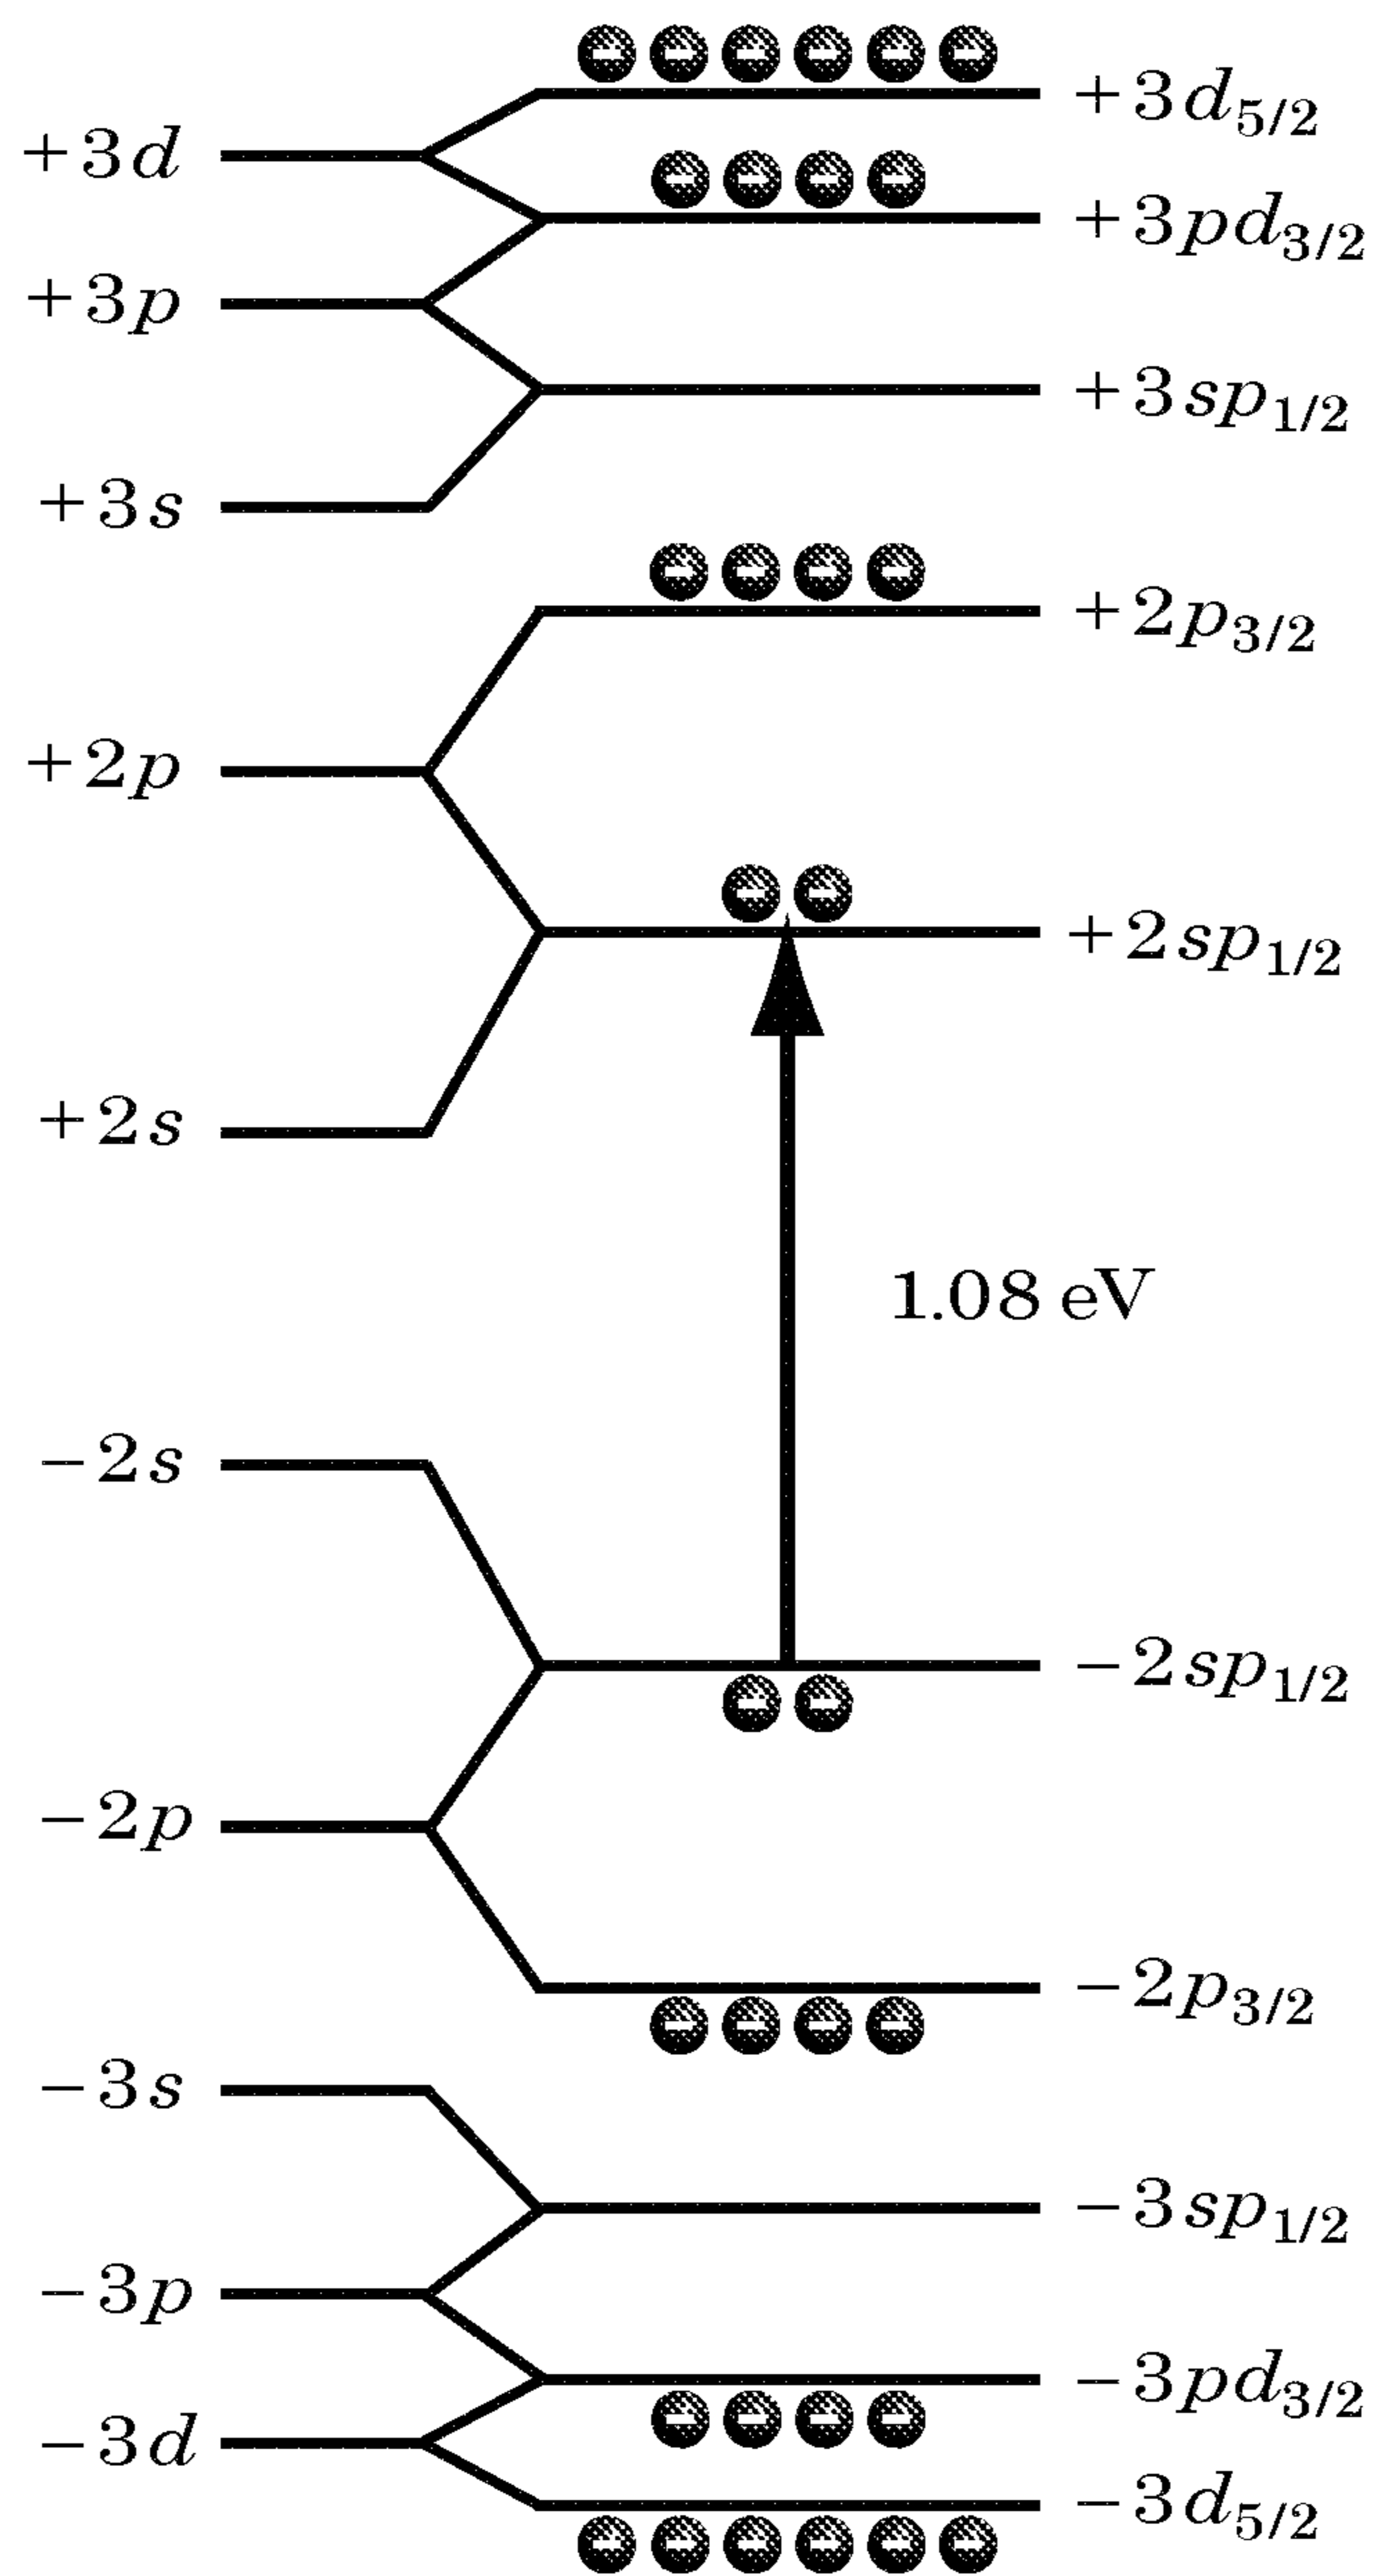 +3d5/2
+3d
+3pd3/2
+3p
+3sp1/2
+3s
+2p3/2
+2p
+2sp1/2
+2s
1.08 eV
−2s
−2sp1/2
−2p
−2p3/2
−3s
−3sp1/2
−3p
−3pd3/2
−3d
−3d5/2